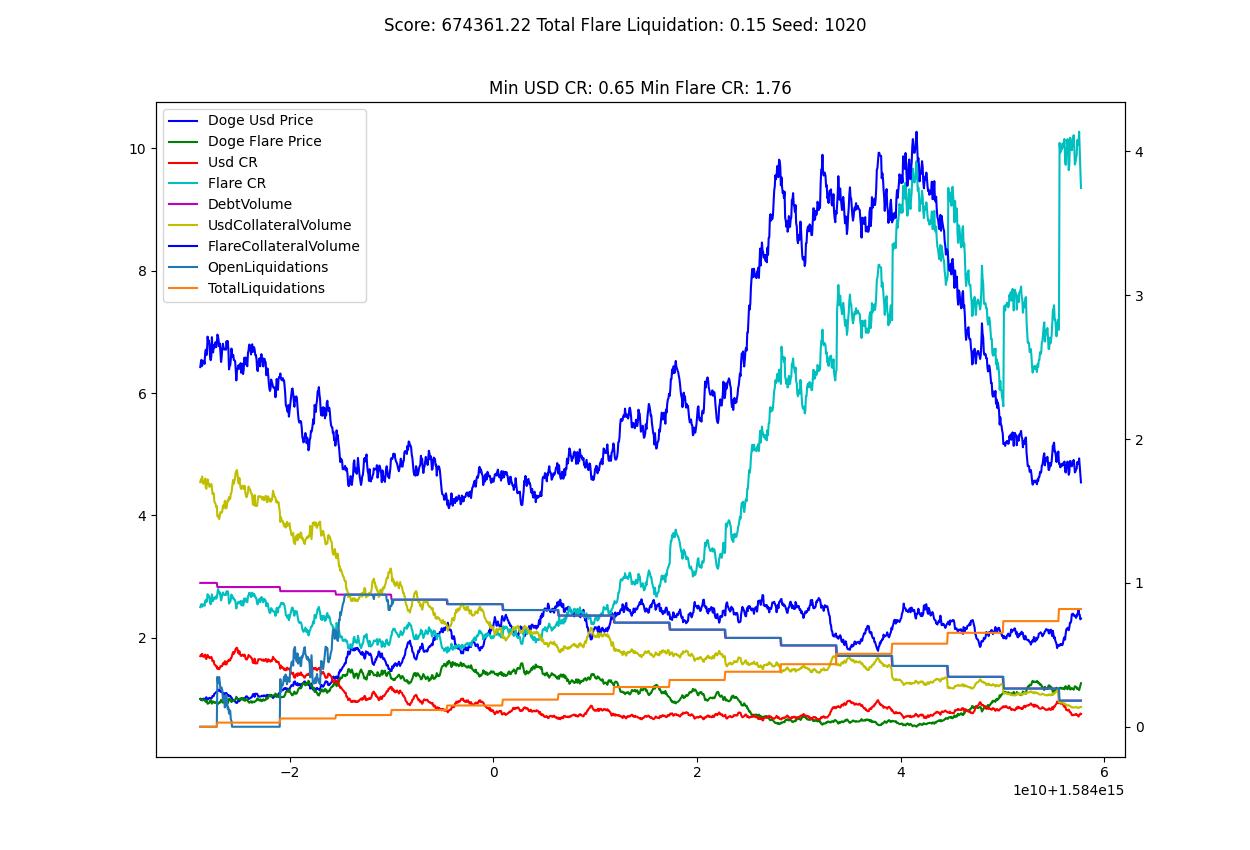 Score: 674361.22 Total Flare Liquidation: 0.15 Seed: 1020
Min USD CR: 0.65 Min Flare CR: 1.76
Doge Usd Price
Doge Flare Price
Usd CR
Flare CR
DebtVolume
UsdCollateralVolume
FlareCollateralVolume
OpenLiquidations
TotalLiquidations
10
8
6
4
2
4
3
2
1
0
−2
0
2
4
6
1e10+1.584e15